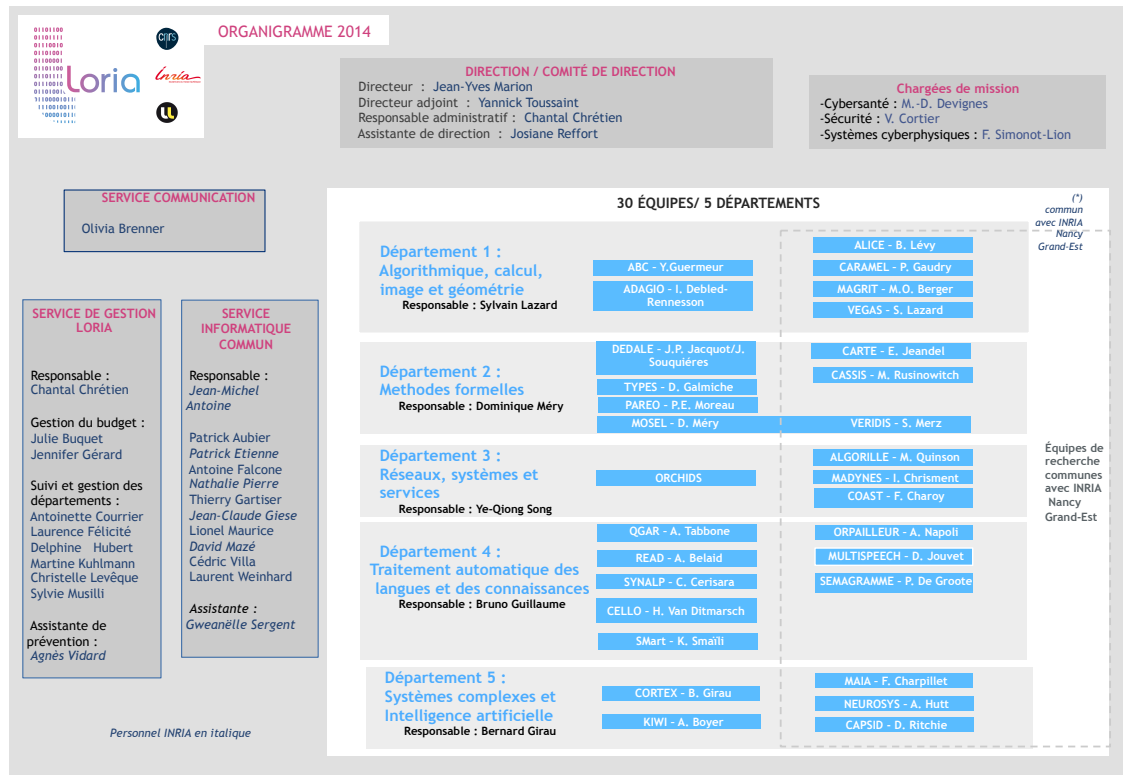 01101100
01101111
01110010
01101001
01100001
Loria
cnrs
Inria
ORGANIGRAMME 2014
DIRECTION / COMITÉ DE DIRECTION
Directeur : Jean-Yves Marion
Directeur adjoint : Yannick Toussaint
Responsable administratif : Chantal Chrétien
Assistante de direction : Josiane Reffort
Chargées de mission
-Cybersanté : M.-D. Devignes
-Sécurité : V. Cortier
-Systèmes cyberphysiques : F. Simonot-Lion
SERVICE COMMUNICATION
Olivia Brenner
SERVICE DE GESTION
LORIA
Responsable :
Chantal Chrétien
Gestion du budget :
Julie Buquet
Jennifer Gérard
Suivi et gestion des
départements :
Antoinette Courrier
Laurence Félicité
Delphine Hubert
Martine Kuhlmann
Christelle Levêque
Sylvie Musilli
Assistante de
prévention :
Agnès Vidard
SERVICE
INFORMATIQUE
COMMUN
Responsable :
Jean-Michel
Antoine
Patrick Aubier
Patrick Etienne
Antoine Falcone
Nathalie Pierre
Thierry Gartiser
Jean-Claude Giese
Lionel Maurice
David Mazé
Cédric Villa
Laurent Weinhard
Assistante :
Gweanëlle Sergent
Personnel INRIA en italique
30 ÉQUIPES/ 5 DÉPARTEMENTS
(*)
commun
avec INRIA
Nancy
Grand-Est
Département 1 :
Algorithmique, calcul,
image et géométrie
Responsable : Sylvain Lazard
ABC - Y.Guermeur
ADAGIO - I. Debled-
Rennesson
ALICE - B. Lévy
CARAMEL - P. Gaudry
MAGRIT - M.O. Berger
VEGAS - S. Lazard
Département 2 :
Methodes formelles
Responsable : Dominique Méry
DEDALE - J.P. Jacquot/J.
Souquiéres
TYPES - D. Galmiche
PAREO - P.E. Moreau
MOSEL - D. Méry
CARTE - E. Jeandel
CASSIS - M. Rusinowitch
VERIDIS - S. Merz
Département 3 :
Réseaux, systèmes et
services
Responsable : Ye-Qiong Song
ORCHIDS
ALGORILLE - M. Quinson
MADYNES - I. Chrisment
COAST - F. Charoy
Équipes de
recherche
communes
avec INRIA
Nancy
Grand-Est
Département 4 :
Traitement automatique des
langues et des connaissances
Responsable : Bruno Guillaume
QGAR - A. Tabbone
READ - A. Belaid
SYNALP - C. Cerisara
CELLO - H. Van Ditmarsch
SMart - K. Smaïli
ORPAILLEUR - A. Napoli
MULTISPEECH - D. Jouvet
SEMAGRAMME - P. De Groote
Département 5 :
Systèmes complexes et
Intelligence artificielle
Responsable : Bernard Girau
CORTEX - B. Girau
KIWI - A. Boyer
MAIA - F. Charpillet
NEUROSYS - A. Hutt
CAPSID - D. Ritchie